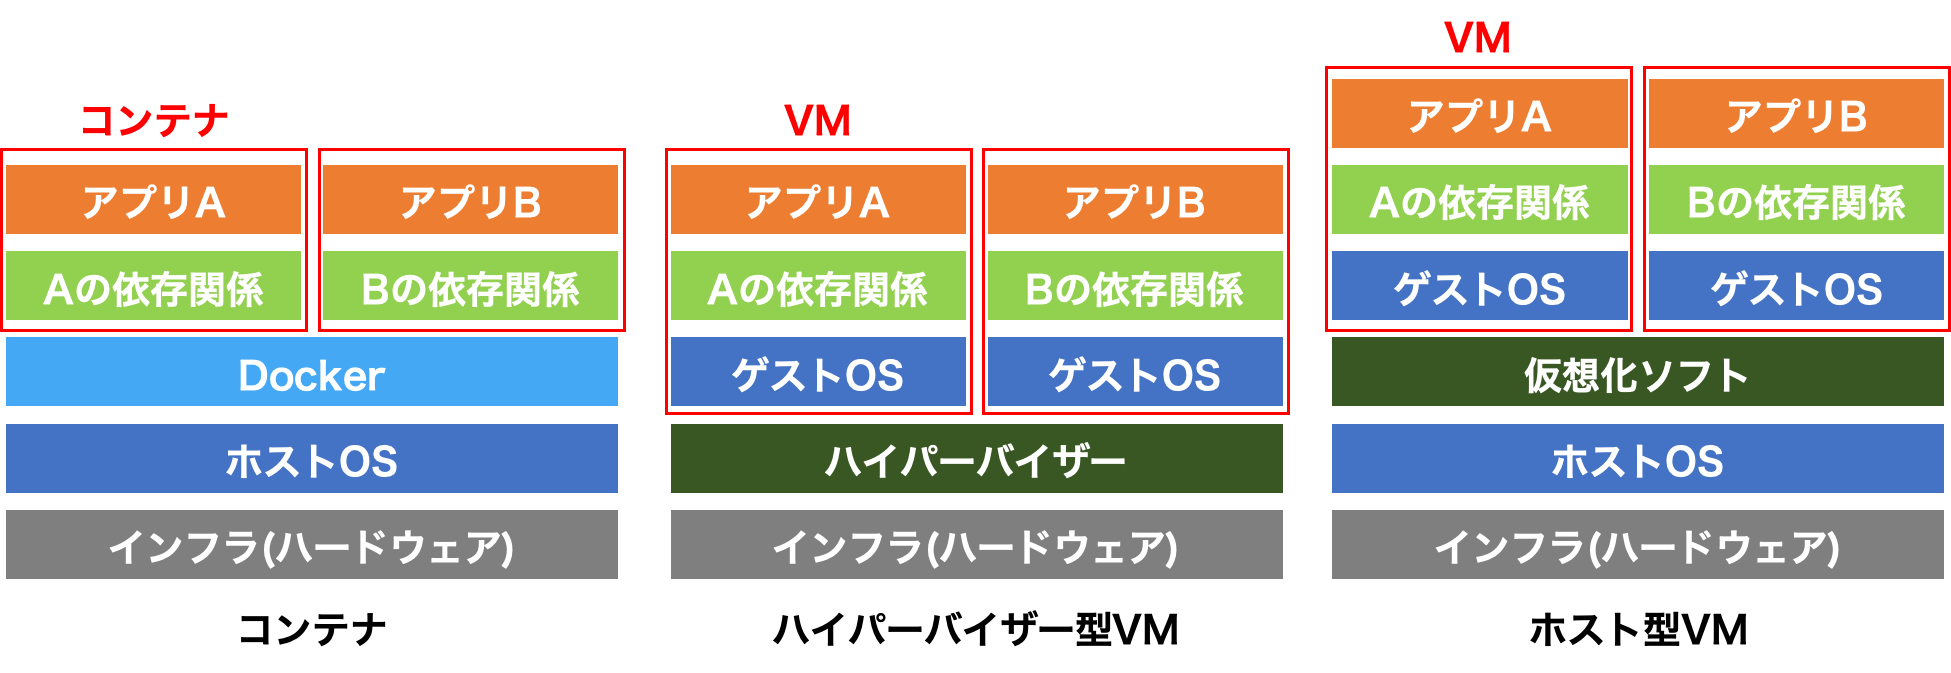 コンテナ
アプリA
アプリB
Aの依存関係
Bの依存関係
Docker
ホストOS
インフラ(ハードウェア)
コンテナ
VM
アプリA
アプリB
Aの依存関係
Bの依存関係
ゲストOS
ゲストOS
ハイパーバイザー
インフラ(ハードウェア)
ハイパーバイザー型VM
VM
アプリA
アプリB
Aの依存関係
Bの依存関係
ゲストOS
ゲストOS
仮想化ソフト
ホストOS
インフラ(ハードウェア)
ホスト型VM